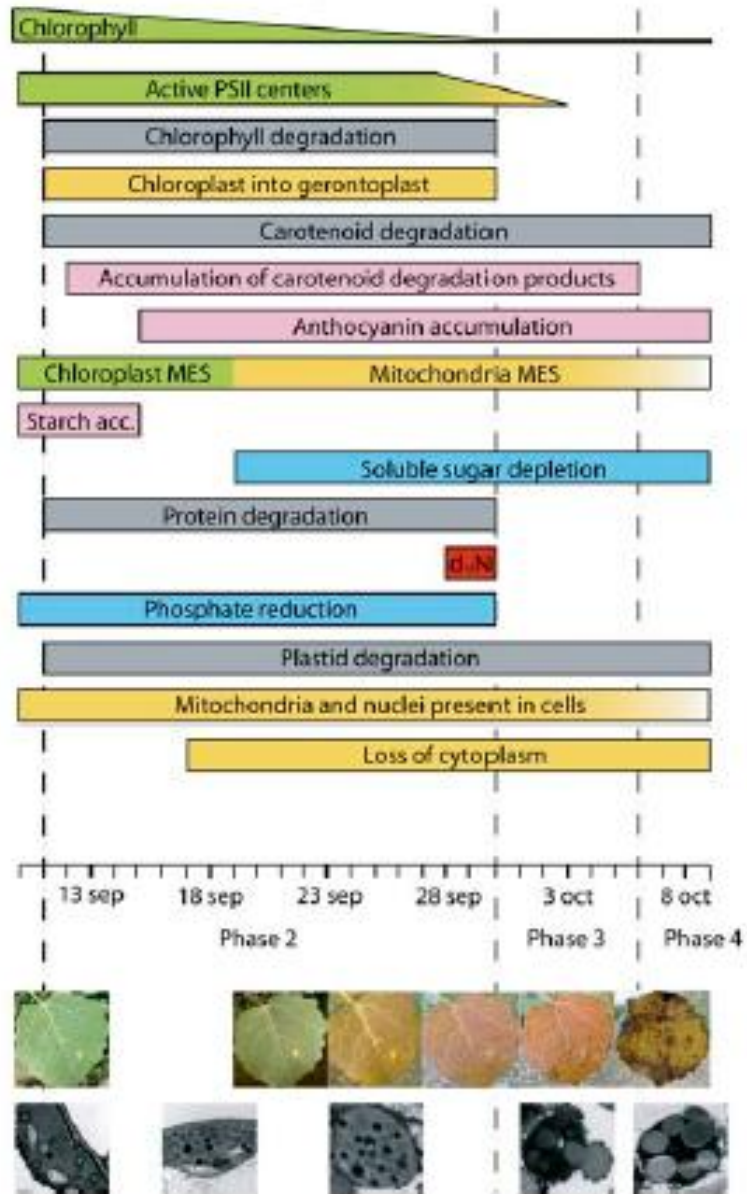 Chlorophyll
Active PSII centers
Chlorophyll degradation
Chloroplast into gerontoplast
Carotenoid degradation
Accumulation of carotenoid degradation products
Anthocyanin accumulation
Chloroplast MES Mitochondria MES
Starch acc.
Soluble sugar depletion
Protein degradation
Phosphate reduction
Plastid degradation
Mitochondria and nuclei present in cells
Loss of cytoplasm
13 sep 18 sep 23 sep 28 sep 3 oct 8 oct
Phase 2 Phase 3 Phase 4